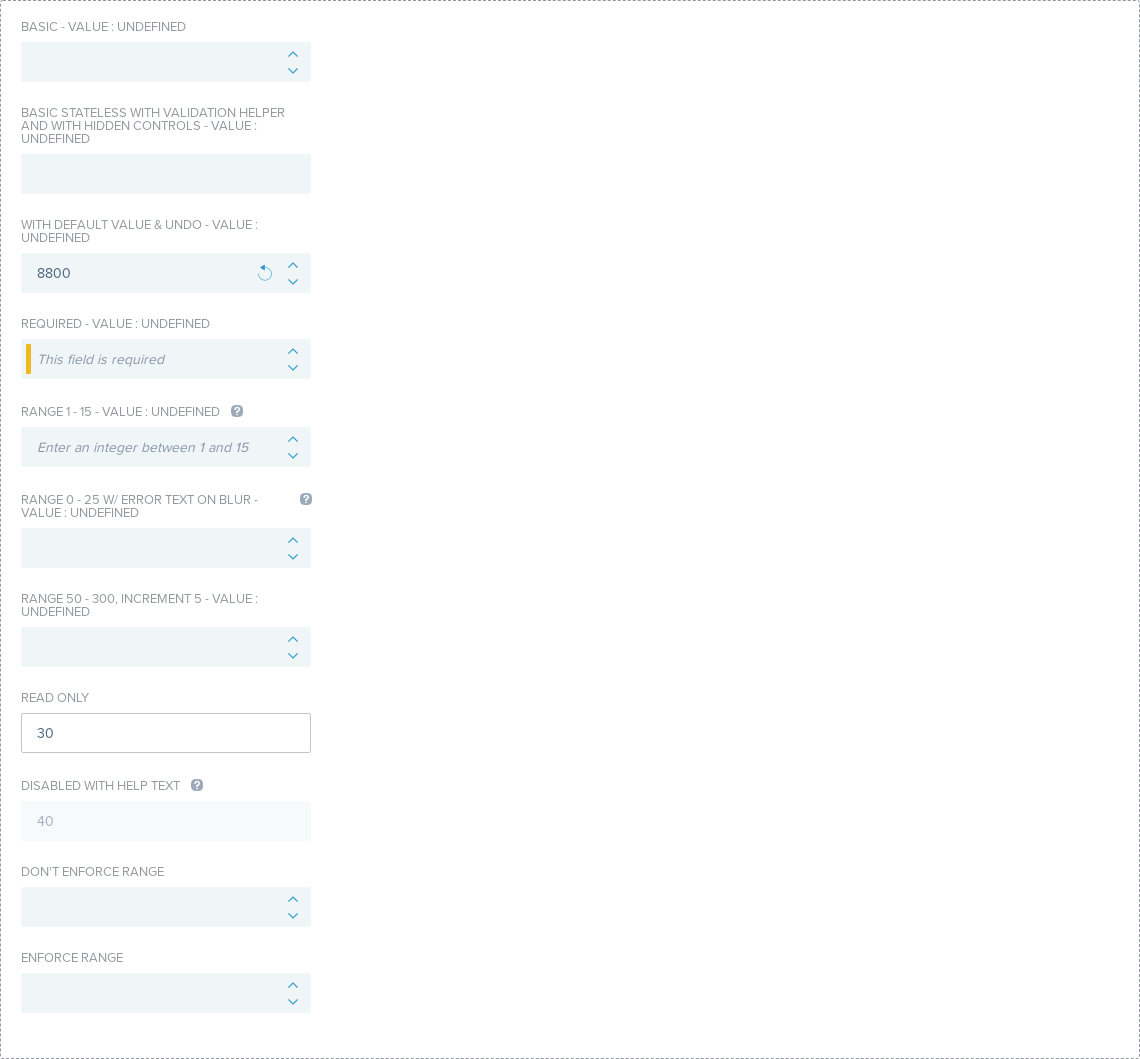 BASIC - VALUE : UNDEFINED
BASIC STATELESS WITH VALIDATION HELPER
AND WITH HIDDEN CONTROLS - VALUE :
UNDEFINED
WITH DEFAULT VALUE & UNDO - VALUE :
UNDEFINED
8800
REQUIRED - VALUE : UNDEFINED
This field is required
RANGE 1 - 15 - VALUE : UNDEFINED ?
Enter an integer between 1 and 15
RANGE 0 - 25 W/ ERROR TEXT ON BLUR - ?
VALUE : UNDEFINED
RANGE 50 - 300, INCREMENT 5 - VALUE :
UNDEFINED
READ ONLY
30
DISABLED WITH HELP TEXT ?
40
DON'T ENFORCE RANGE
ENFORCE RANGE